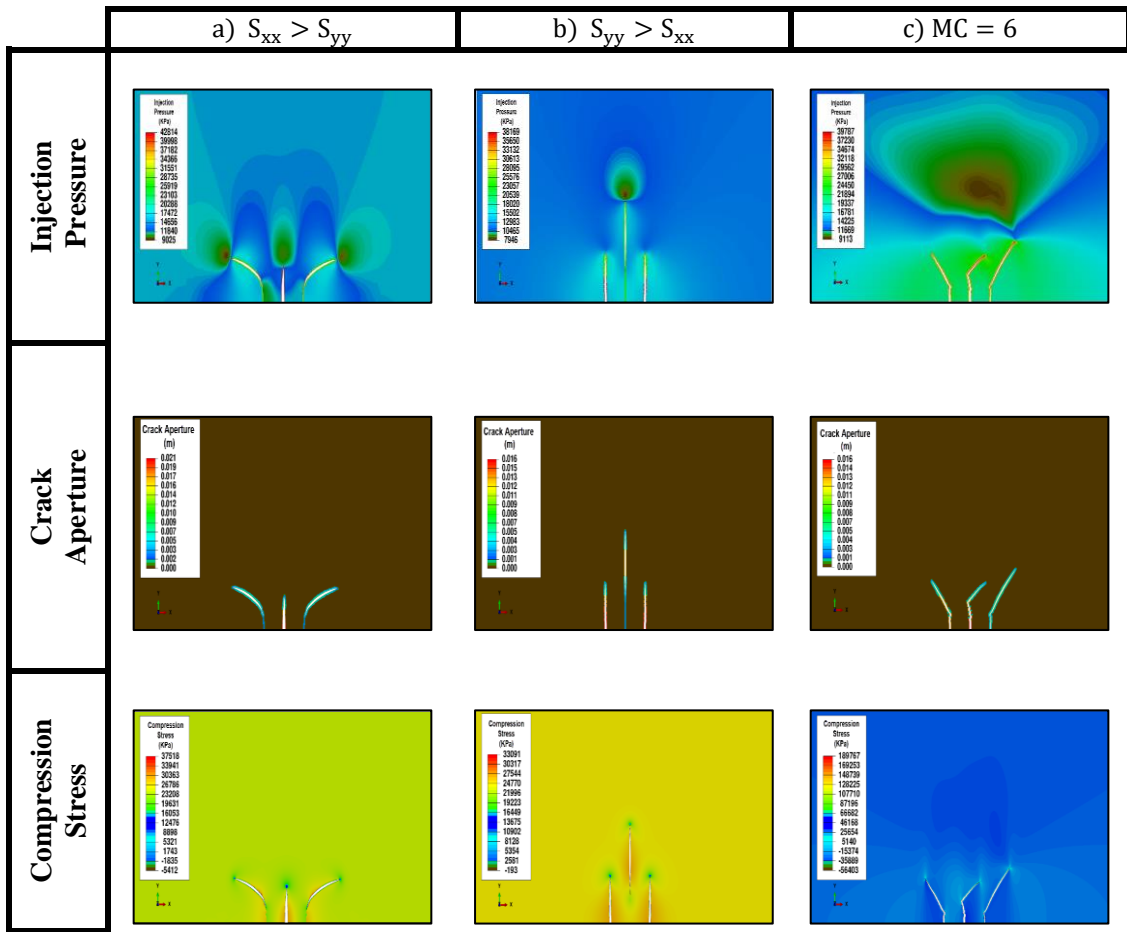 a) Sxx > Syy
b) Syy > Sxx
c) MC = 6
Injection
Pressure
Injection
Pressure
(KPa)
42814
39998
37182
34366
31551
28735
25919
23103
20288
17472
14656
11840
9025
Y
X
Injection
Pressure
(KPa)
38169
35650
33132
30613
28095
25576
23057
20539
18020
15502
12983
10465
7946
Y
X
Injection
Pressure
(KPa)
39787
37230
34674
32118
29562
27006
24450
21894
19337
16781
14225
11669
9113
Y
X
Crack
Aperture
Crack Aperture
(m)
0.021
0.019
0.017
0.016
0.014
0.012
0.010
0.009
0.007
0.005
0.003
0.002
0.000
Y
X
Crack Aperture
(m)
0.016
0.015
0.013
0.012
0.011
0.009
0.008
0.007
0.005
0.004
0.003
0.001
0.000
Y
X
Crack Aperture
(m)
0.016
0.014
0.013
0.012
0.010
0.009
0.008
0.007
0.005
0.004
0.003
0.001
0.000
Y
X
Compression
Stress
Compression
Stress
(KPa)
37518
33941
30363
26786
23208
19631
16053
12476
8898
5321
1743
-1835
-5412
Y
X
Compression
Stress
(KPa)
33091
30317
27544
24770
21996
19223
16449
13675
10902
8128
5354
2581
-193
Y
X
Compression
Stress
(KPa)
189767
169253
148739
128225
107710
87196
66682
46168
25654
5140
-15374
-35889
-56403
Y
X